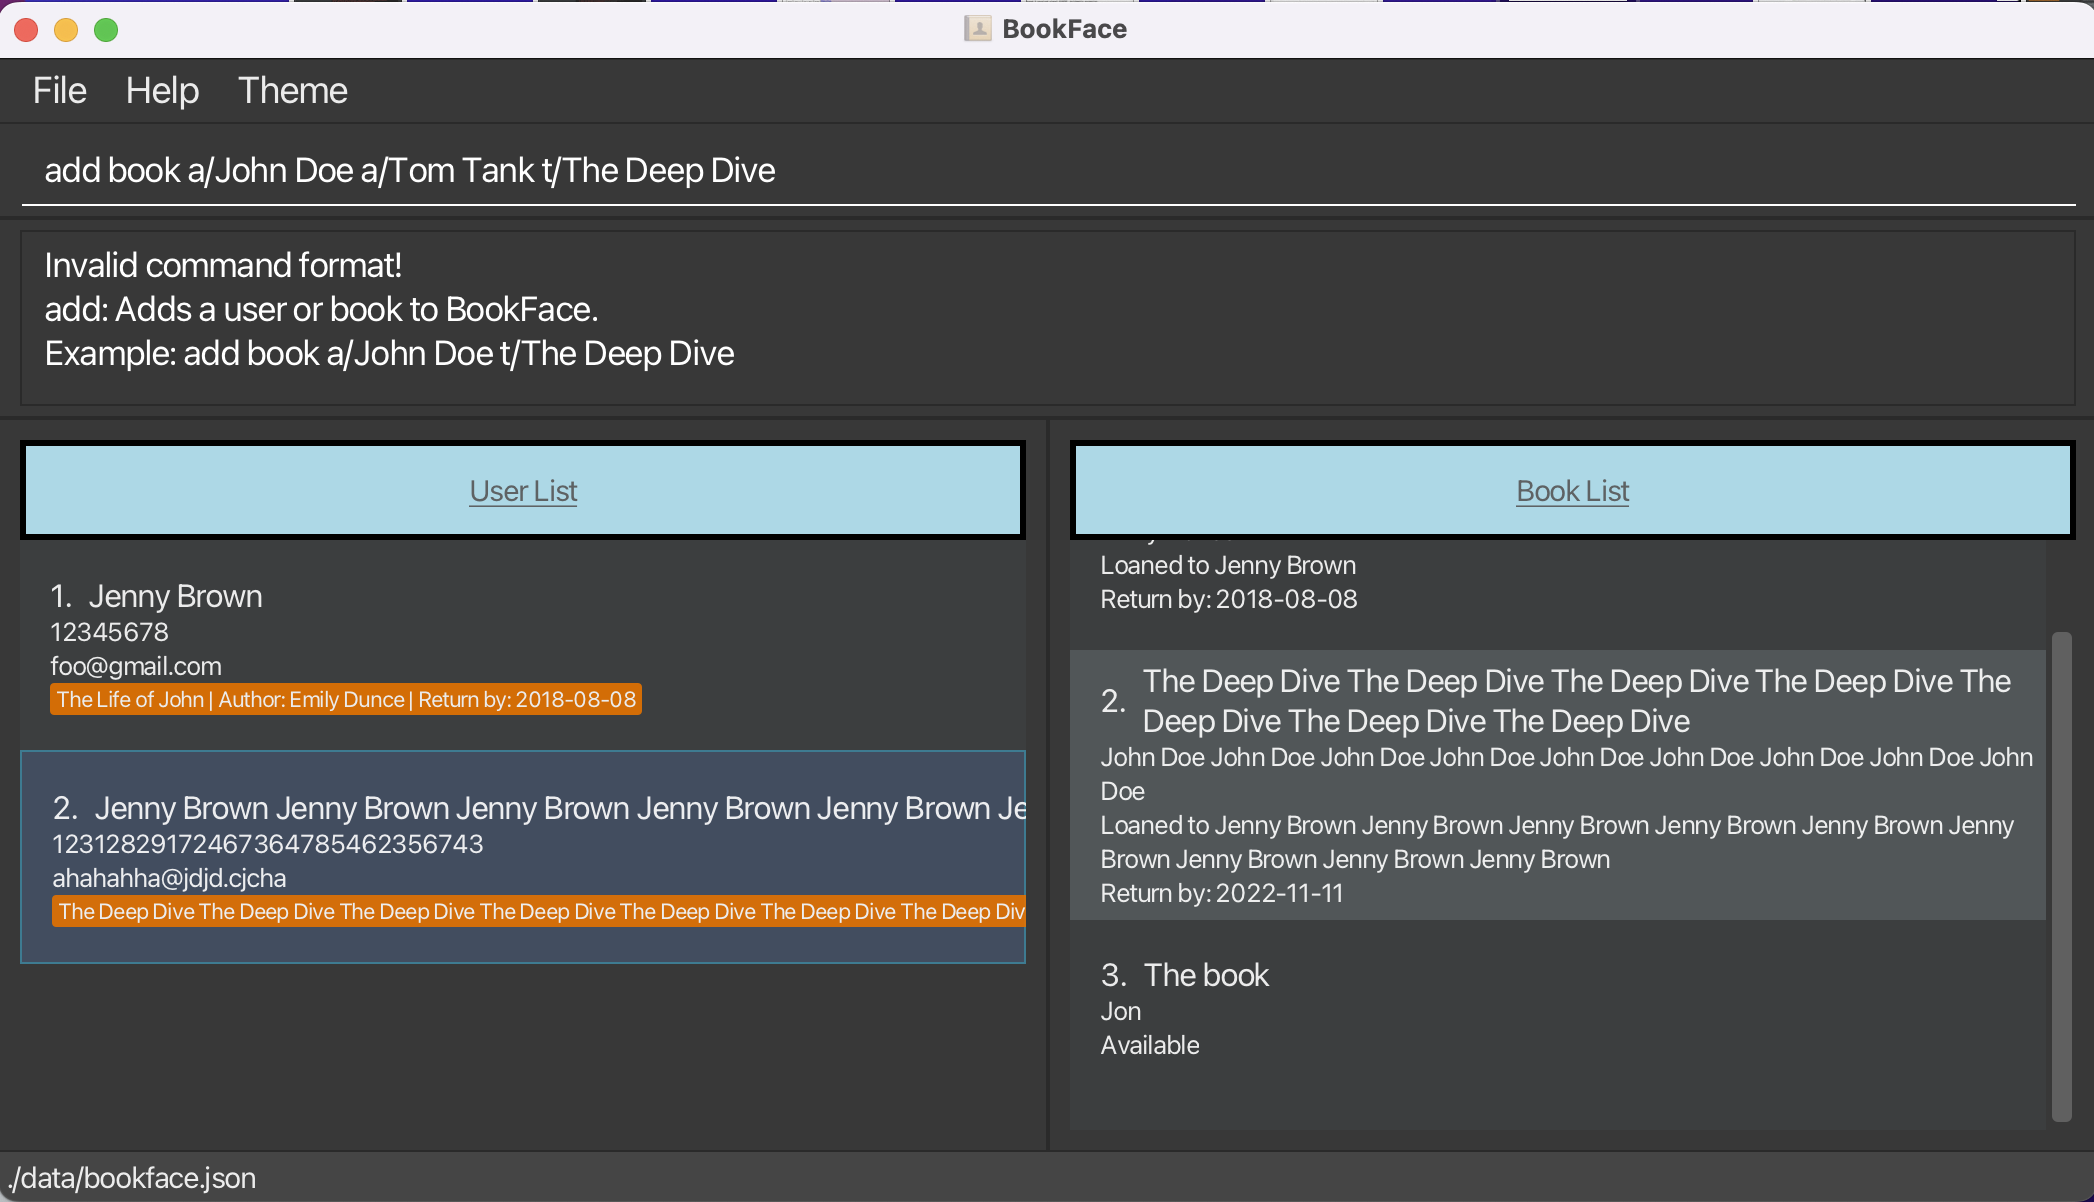 BookFace
File Help Theme
add book a/John Doe a/Tom Tank t/The Deep Dive
Invalid command format!
add: Adds a user or book to BookFace.
Example: add book a/John Doe t/The Deep Dive
User List
1. Jenny Brown
12345678
foo@gmail.com
The Life of John | Author: Emily Dunce | Return by: 2018-08-08
2. Jenny Brown Jenny Brown Jenny Brown Jenny Brown Jenny Brown Je
12312829172467364785462356743
ahahahha@jdjd.cjcha
The Deep Dive The Deep Dive The Deep Dive The Deep Dive The Deep Dive The Deep Dive The Deep Div
Book List
Loaned to Jenny Brown
Return by: 2018-08-08
2. The Deep Dive The Deep Dive The Deep Dive The Deep Dive The
Deep Dive The Deep Dive The Deep Dive
John Doe John Doe John Doe John Doe John Doe John Doe John Doe John Doe John
Doe
Loaned to Jenny Brown Jenny Brown Jenny Brown Jenny Brown Jenny Brown Jenny
Brown Jenny Brown Jenny Brown Jenny Brown
Return by: 2022-11-11
3. The book
Jon
Available
./data/bookface.json